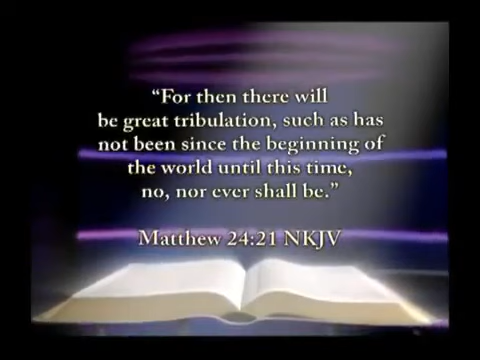 “For then there will
be great tribulation, such as has
not been since the beginning of
the world until this time,
no, nor ever shall be.”
Matthew 24:21 NKJV